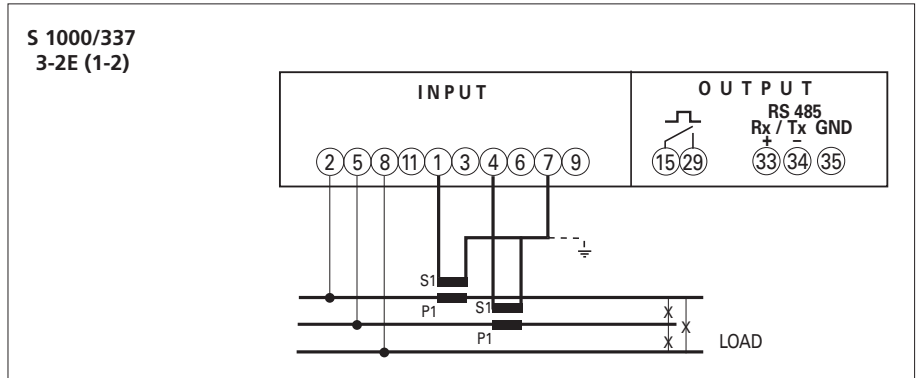 S 1000/337
3-2E (1-2)
INPUT
OUTPUT
RS 485
Rx / Tx GND
+ −
2 5 8 11 1 3 4 6 7 9
15 29 33 34 35
S1
P1
S1
P1
LOAD
X
X
X